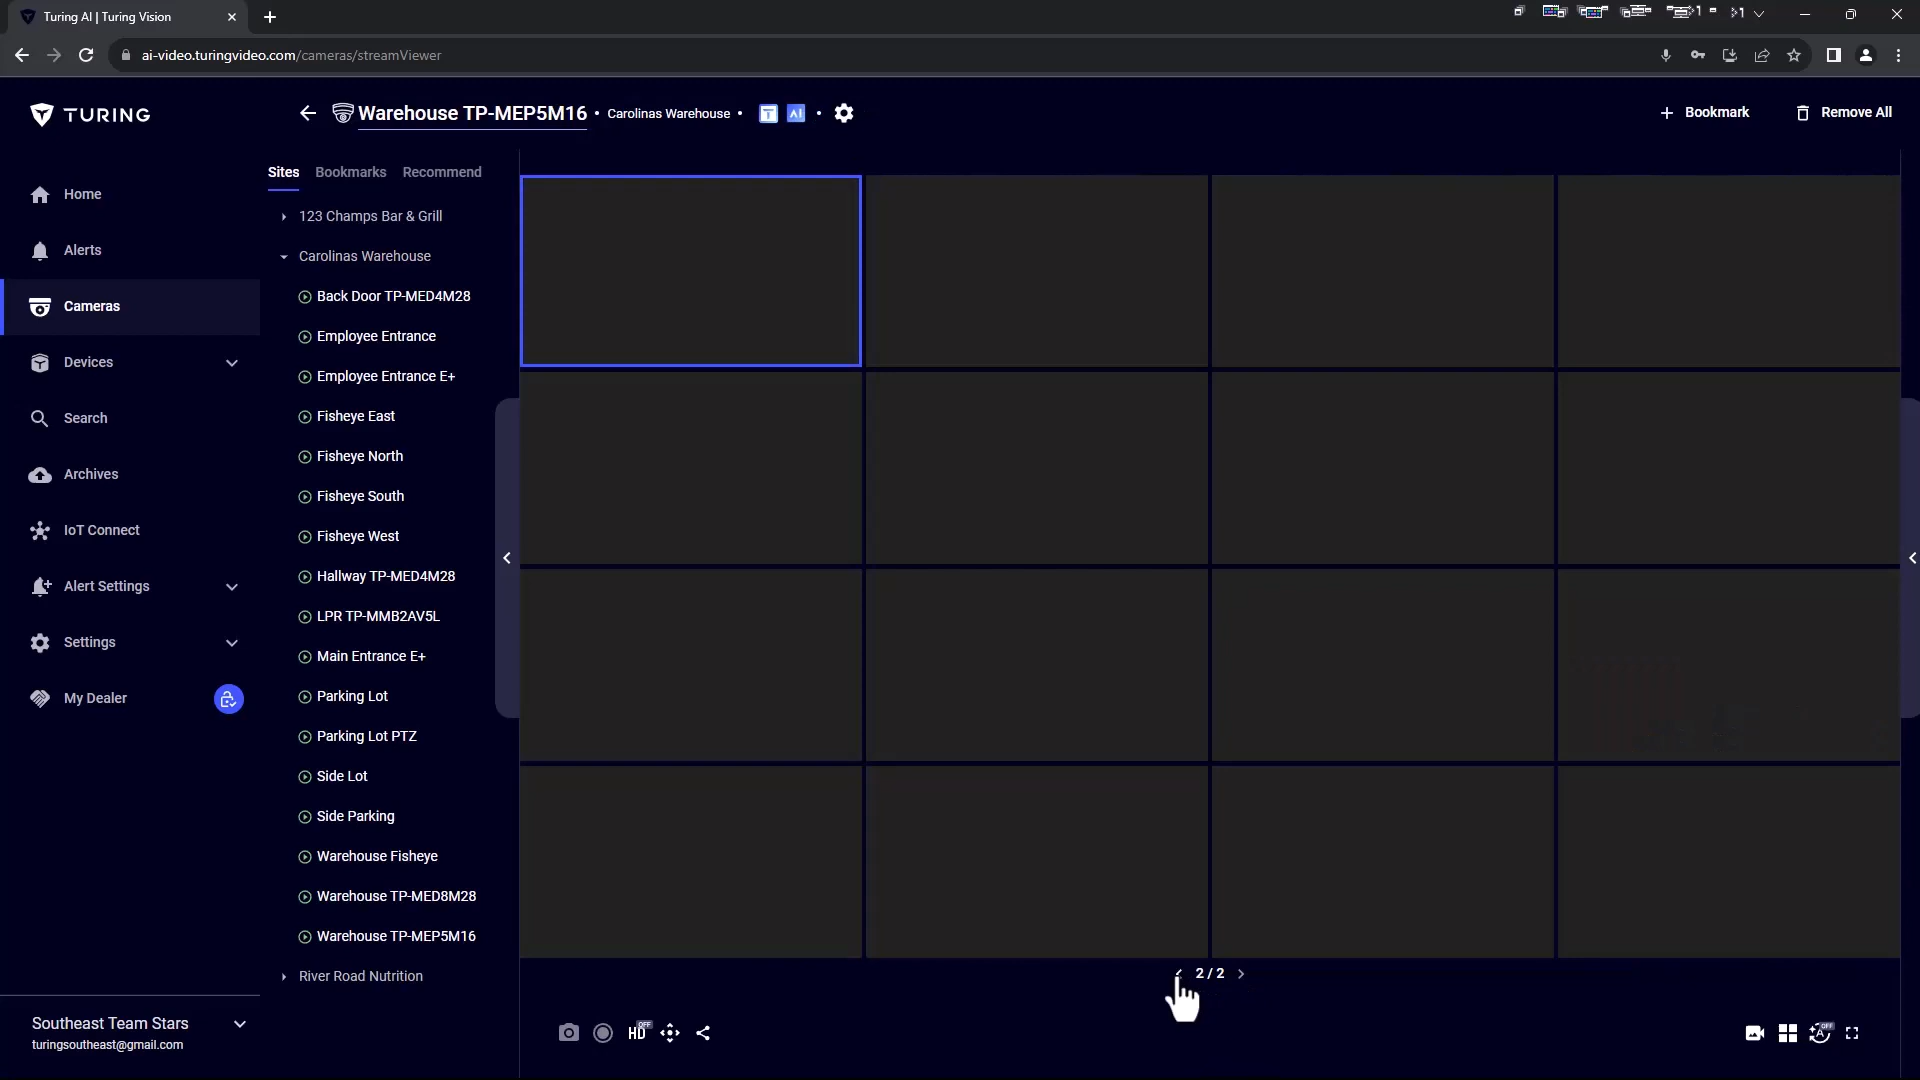 Turing AI | Turing Vision
ai-video.turingvideo.com/cameras/streamViewer
TURING
Warehouse TP-MEP5M16 • Carolinas Warehouse • T AI •
Bookmark
Remove All
Home
Alerts
Cameras
Devices
Search
Archives
IoT Connect
Alert Settings
Settings
My Dealer
Southeast Team Stars
turingsoutheast@gmail.com
Sites Bookmarks Recommend
123 Champs Bar & Grill
Carolinas Warehouse
Back Door TP-MED4M28
Employee Entrance
Employee Entrance E+
Fisheye East
Fisheye North
Fisheye South
Fisheye West
Hallway TP-MED4M28
LPR TP-MMB2AV5L
Main Entrance E+
Parking Lot
Parking Lot PTZ
Side Lot
Side Parking
Warehouse Fisheye
Warehouse TP-MED8M28
Warehouse TP-MEP5M16
River Road Nutrition
2 / 2
HD OFF
A OFF